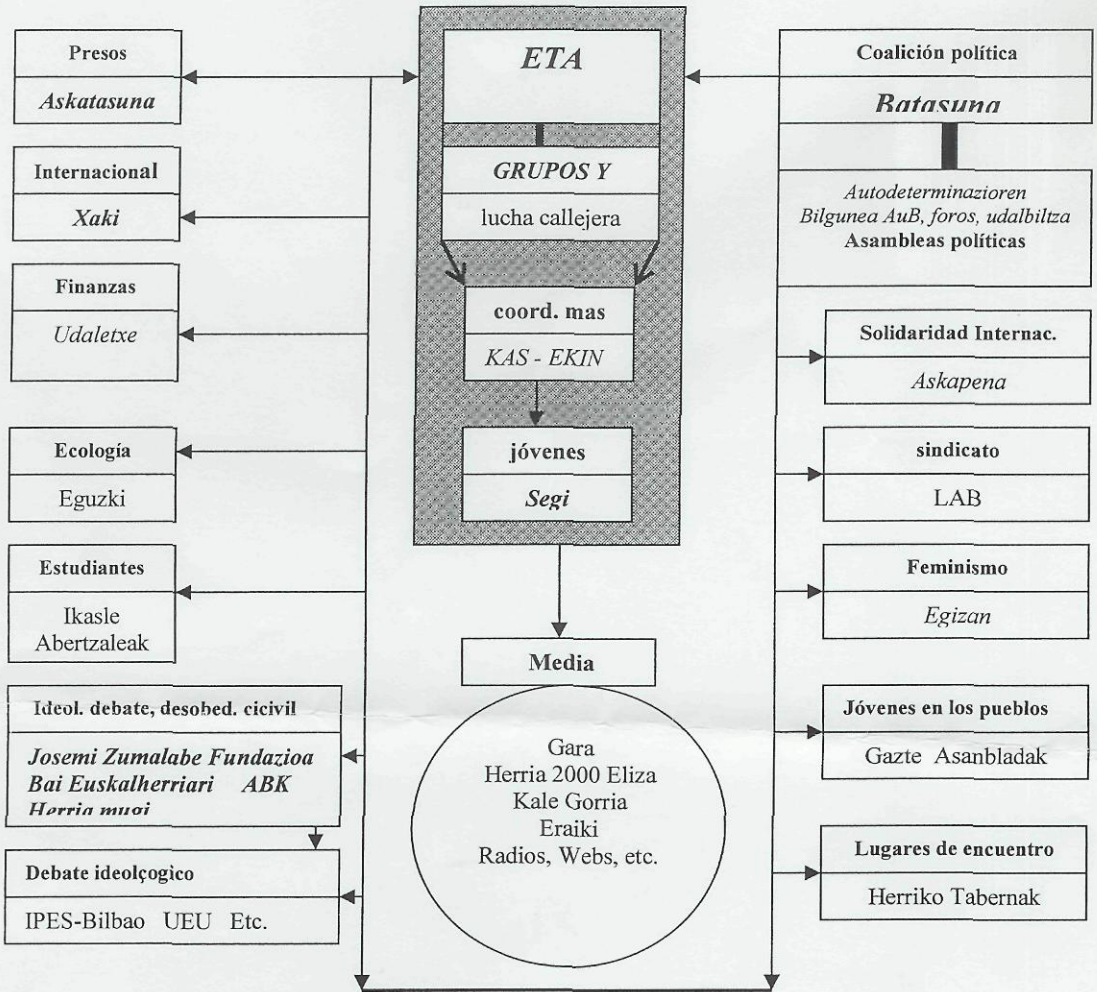 Presos
Askatasuna
Internacional
Xaki
Finanzas
Udaletxe
Ecología
Eguzki
Estudiantes
Ikasle
Abertzaleak
Ideol. debate, desobed. cicivil
Josemi Zumalabe Fundazioa
Bai Euskalherriari ABK
Herria mugi
Debate ideolçogico
IPES-Bilbao UEU Etc.
ETA
GRUPOS Y
lucha callejera
coord. mas
KAS - EKIN
jóvenes
Segi
Media
Gara
Herria 2000 Eliza
Kale Gorria
Eraiki
Radios, Webs, etc.
Coalición política
Batasuna
Autodeterminazioren
Bilgunea AuB, foros, udalbiltza
Asambleas políticas
Solidaridad Internac.
Askapena
sindicato
LAB
Feminismo
Egizan
Jóvenes en los pueblos
Gazte Asanbladak
Lugares de encuentro
Herriko Tabernak